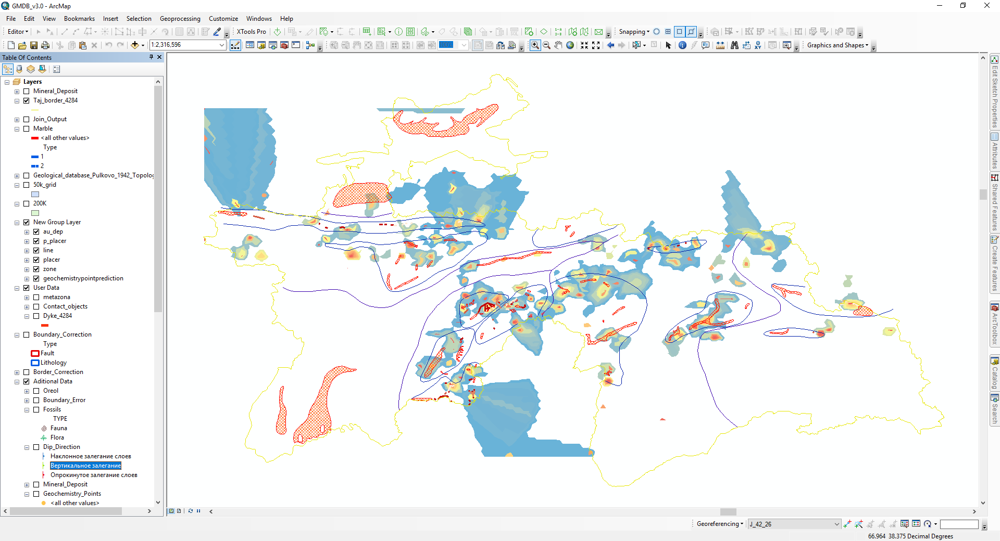 GMDB_v3.0 - ArcMap
File Edit View Bookmarks Insert Selection Geoprocessing Customize Windows Help
Editor XTools Pro Snapping
1:2,316,596 100% Graphics and Shapes
Table Of Contents
Layers
Mineral_Deposit
Taj_border_4284
Join_Output
Marble
<all other values>
Type
1
2
Geological_database_Pulkovo_1942_Topolog
50k_grid
200K
New Group Layer
au_dep
p_placer
line
placer
zone
geochemistrypointprediction
User Data
metazona
Contact_objects
Dyke_4284
Boundary_Correction
Type
Fault
Lithology
Border_Correction
Aditional Data
Oreol
Boundary_Error
Fossils
TYPE
Fauna
Flora
Dip_Direction
Наклонное залегание слоев
Вертикальное залегание
Опрокинутое залегание слоев
Mineral_Deposit
Geochemistry_Points
<all other values>
Edit Sketch Properties
Attributes
Shared Features
Create Features
ArcToolbox
Catalog
Search
Georeferencing J_42_26
66.964 38.375 Decimal Degrees